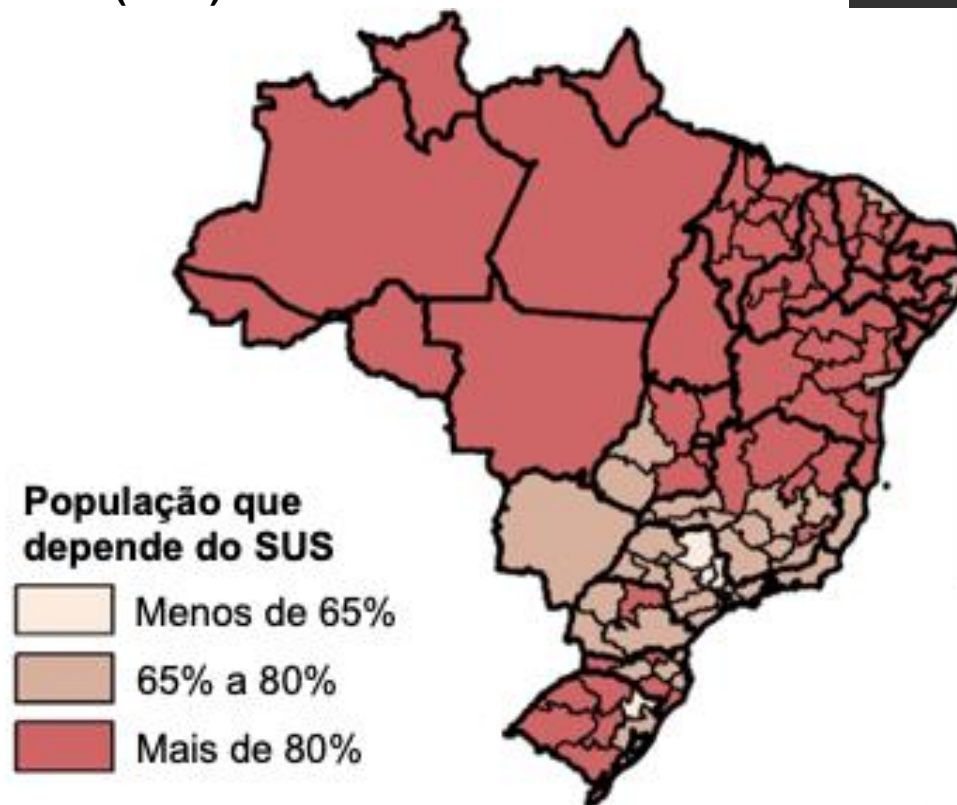 População que
depende do SUS
Menos de 65%
65% a 80%
Mais de 80%